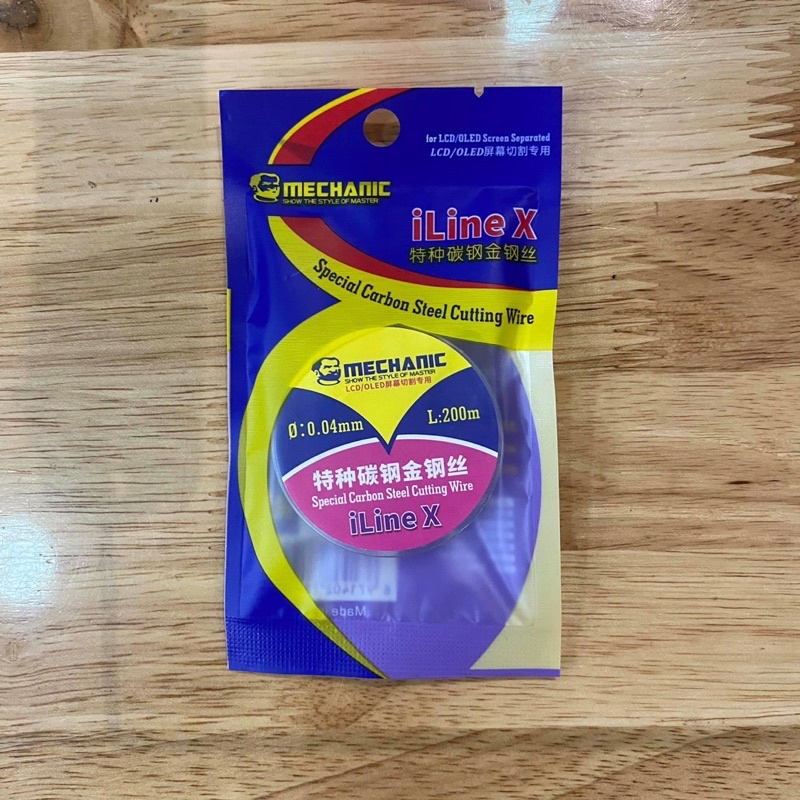 for LCD/OLED Screen Separated
LCD/OLED屏幕切割专用
MECHANIC
SHOW THE STYLE OF MASTER
iLine X
特种碳钢金钢丝
Special Carbon Steel Cutting Wire
MECHANIC
SHOW THE STYLE OF MASTER
LCD/OLED屏幕切割专用
Ø:0.04mm
L:200m
特种碳钢金钢丝
Special Carbon Steel Cutting Wire
iLine X
Made